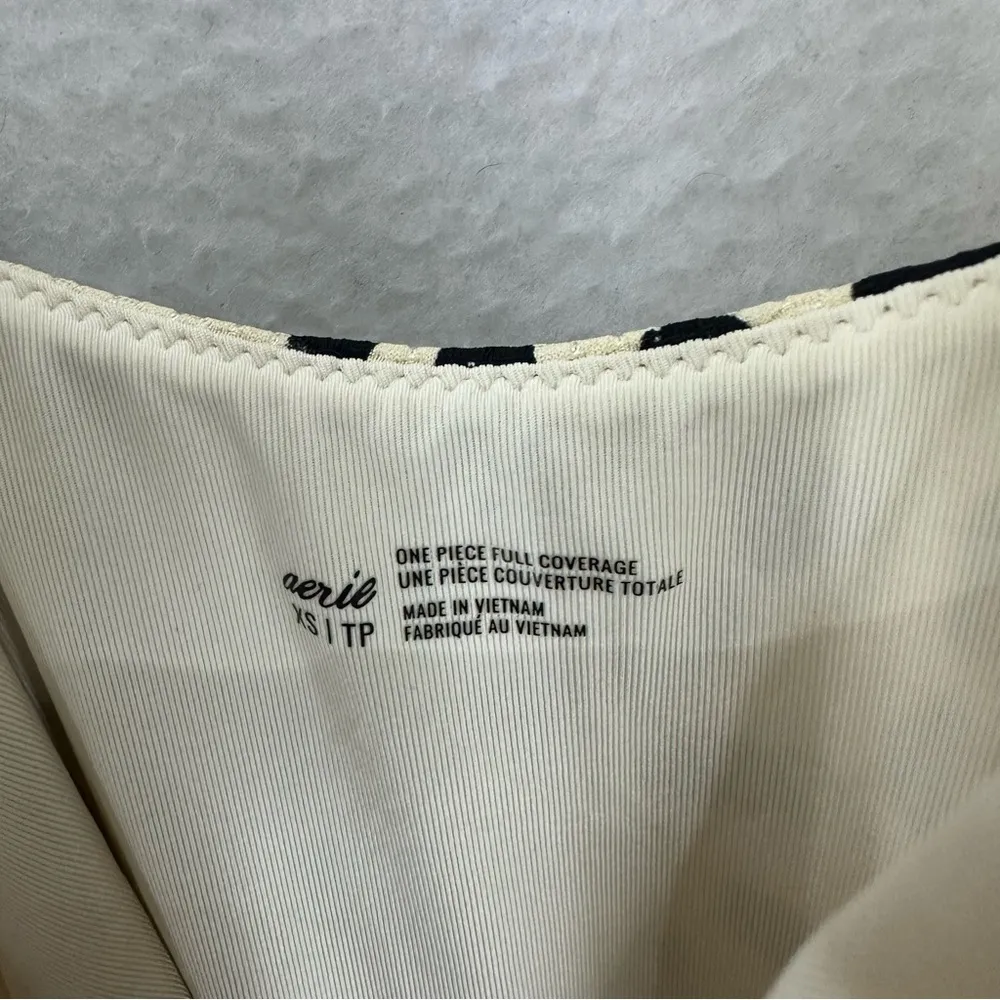 aerie
XS | TP
ONE PIECE FULL COVERAGE
UNE PIÈCE COUVERTURE TOTALE
MADE IN VIETNAM
FABRIQUÉ AU VIETNAM